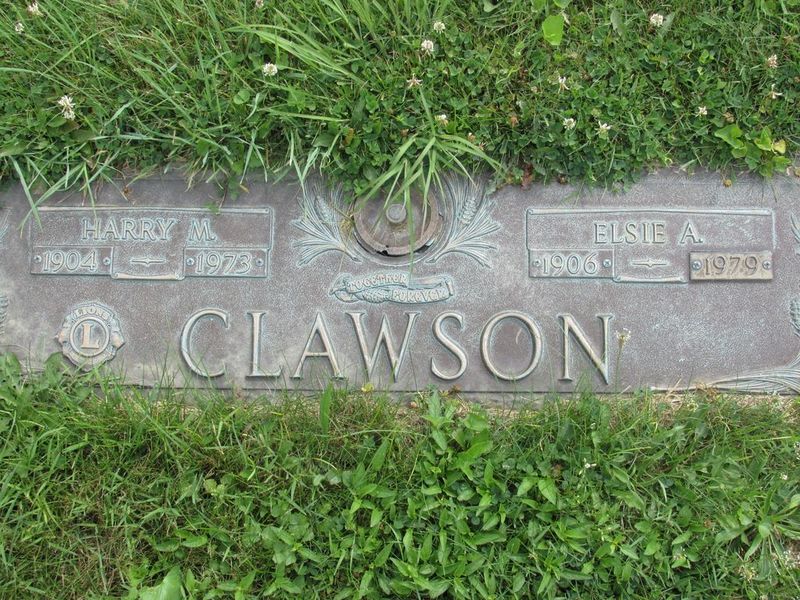 HARRY M.
1904 1973
TOGETHER
FOREVER
ELSIE A.
1906 1979
LIONS
L
CLAWSON